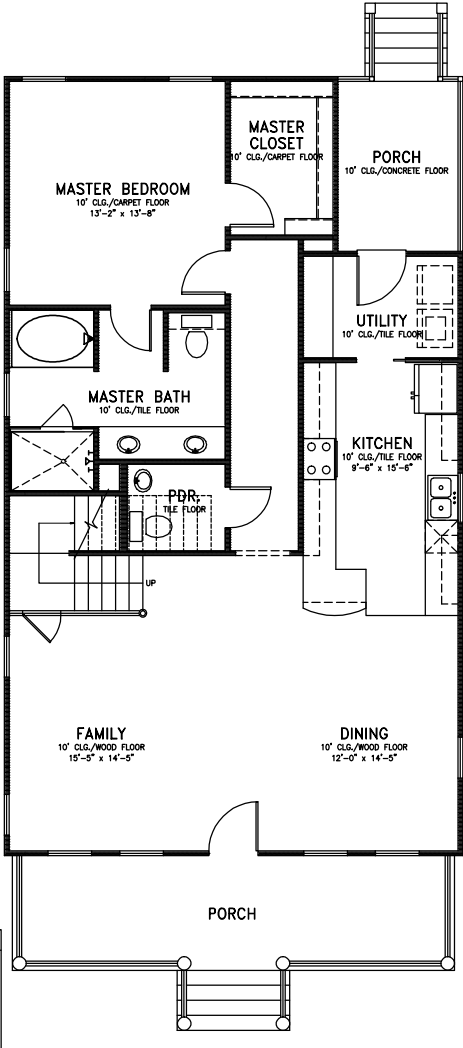 MASTER
CLOSET
10' CLG./CARPET FLOOR
PORCH
10' CLG./CONCRETE FLOOR
MASTER BEDROOM
10' CLG./CARPET FLOOR
13'-2" x 13'-8"
UTILITY
10' CLG./TILE FLOOR
MASTER BATH
10' CLG./TILE FLOOR
KITCHEN
10' CLG./TILE FLOOR
9'-6" x 15'-6"
PDR.
TILE FLOOR
UP
FAMILY
10' CLG./WOOD FLOOR
15'-5" x 14'-5"
DINING
10' CLG./WOOD FLOOR
12'-0" x 14'-5"
PORCH